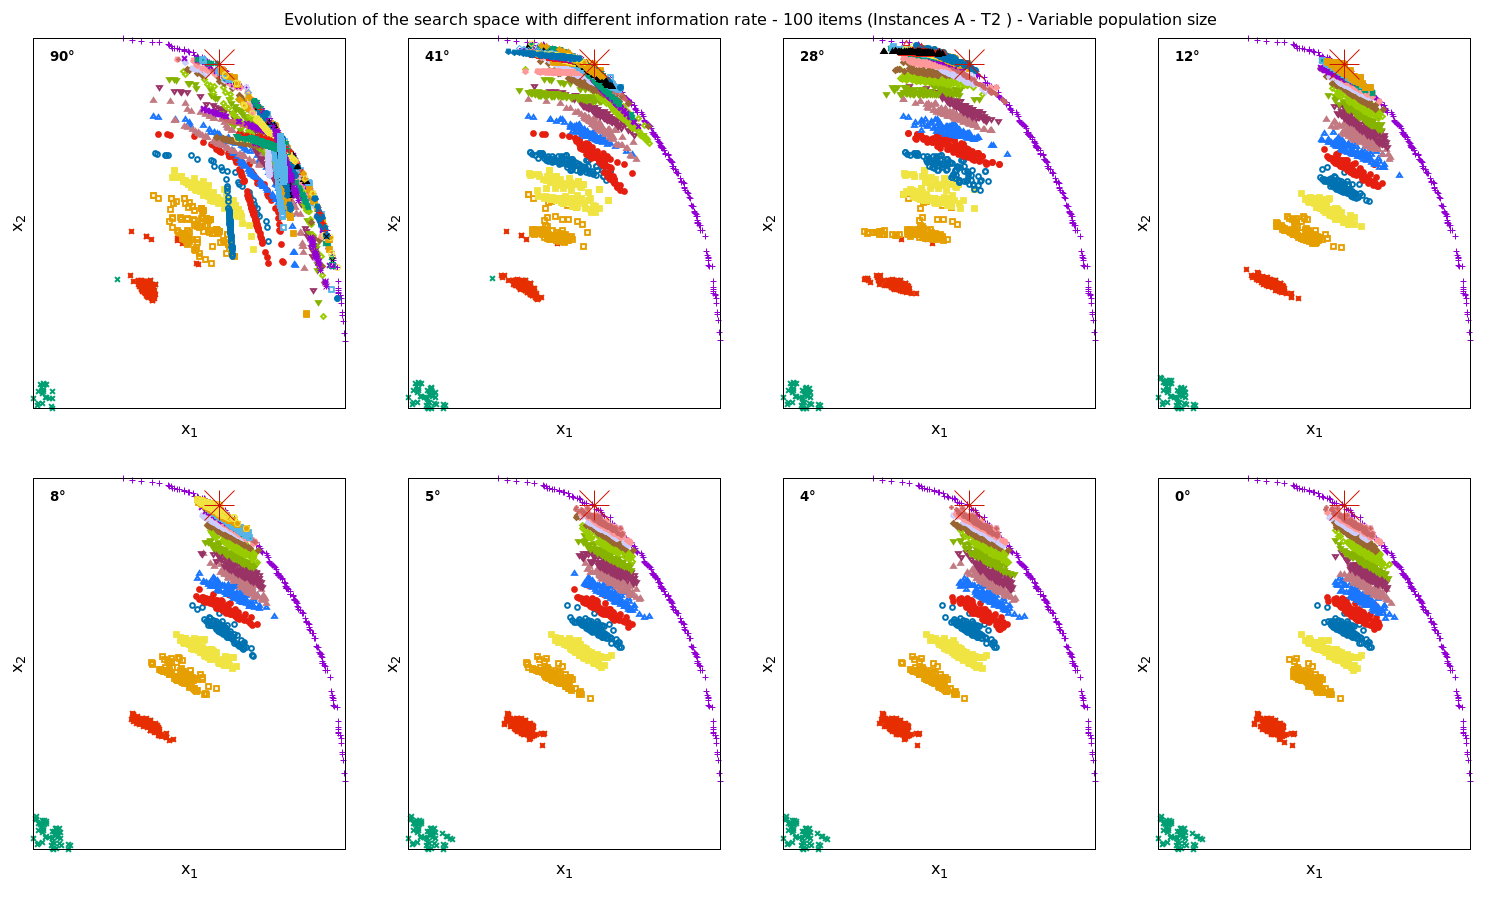 Evolution of the search space with different information rate - 100 items (Instances A - T2 ) - Variable population size
90° 41° 28° 12°
x₂ x₂ x₂ x₂
x₁ x₁ x₁ x₁
8° 5° 4° 0°
x₂ x₂ x₂ x₂
x₁ x₁ x₁ x₁